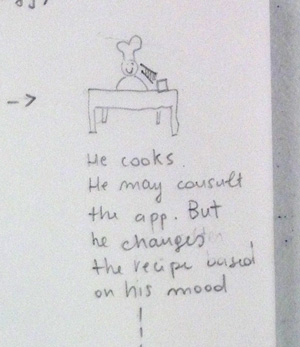 ->
He cooks.
He may consult
the app. But
he changes
the recipe based
on his mood